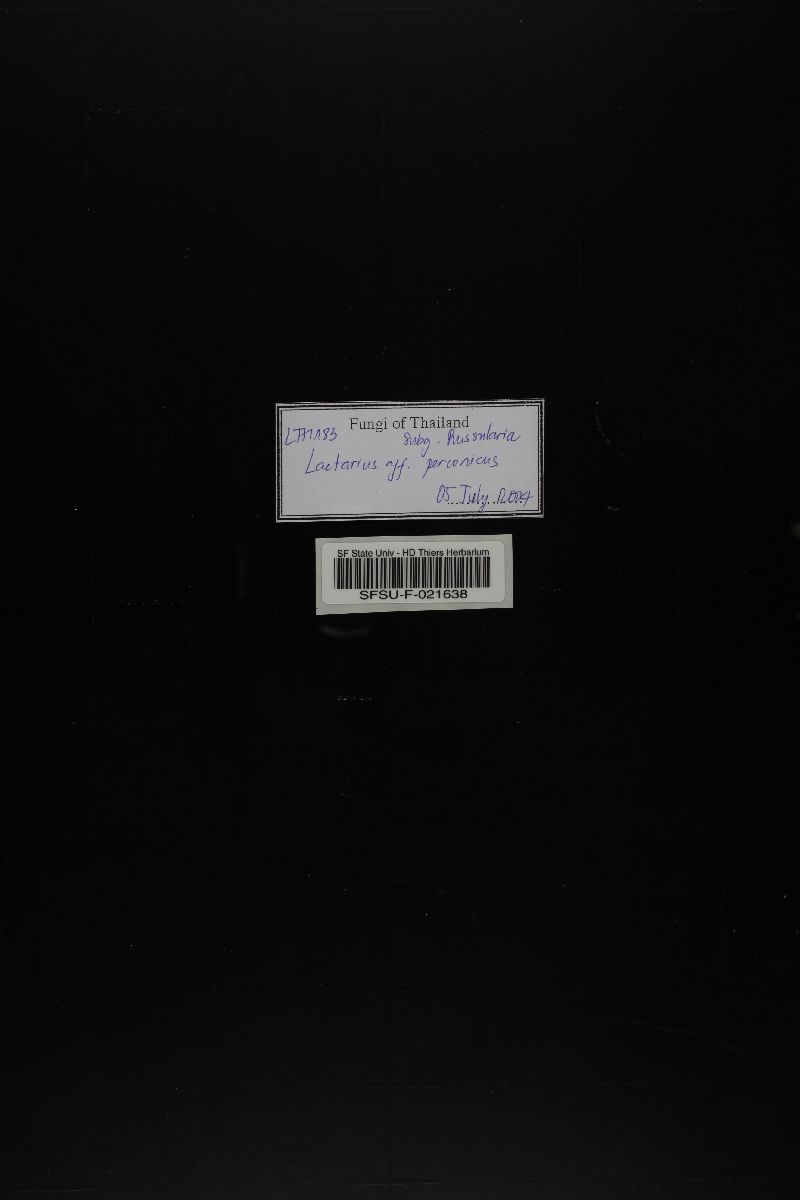 Fungi of Thailand
LTH183 subg. Russularia
Lactarius aff. perconicus
05 July 2004
SF State Univ - HD Thiers Herbarium
SFSU-F-021638